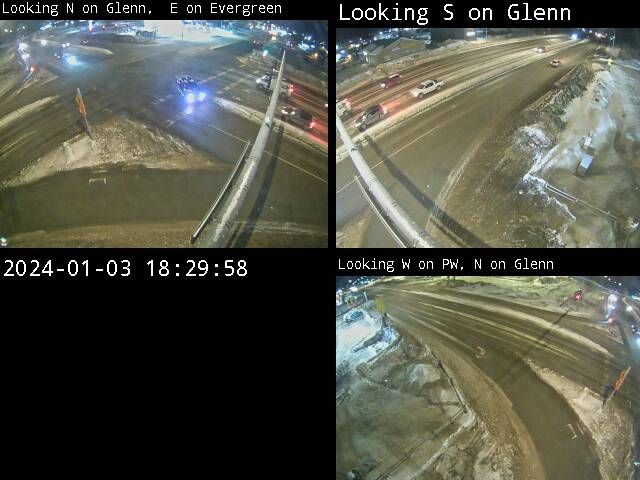 Looking N on Glenn, E on Evergreen
Looking S on Glenn
2024-01-03 18:29:58
Looking W on PW, N on Glenn